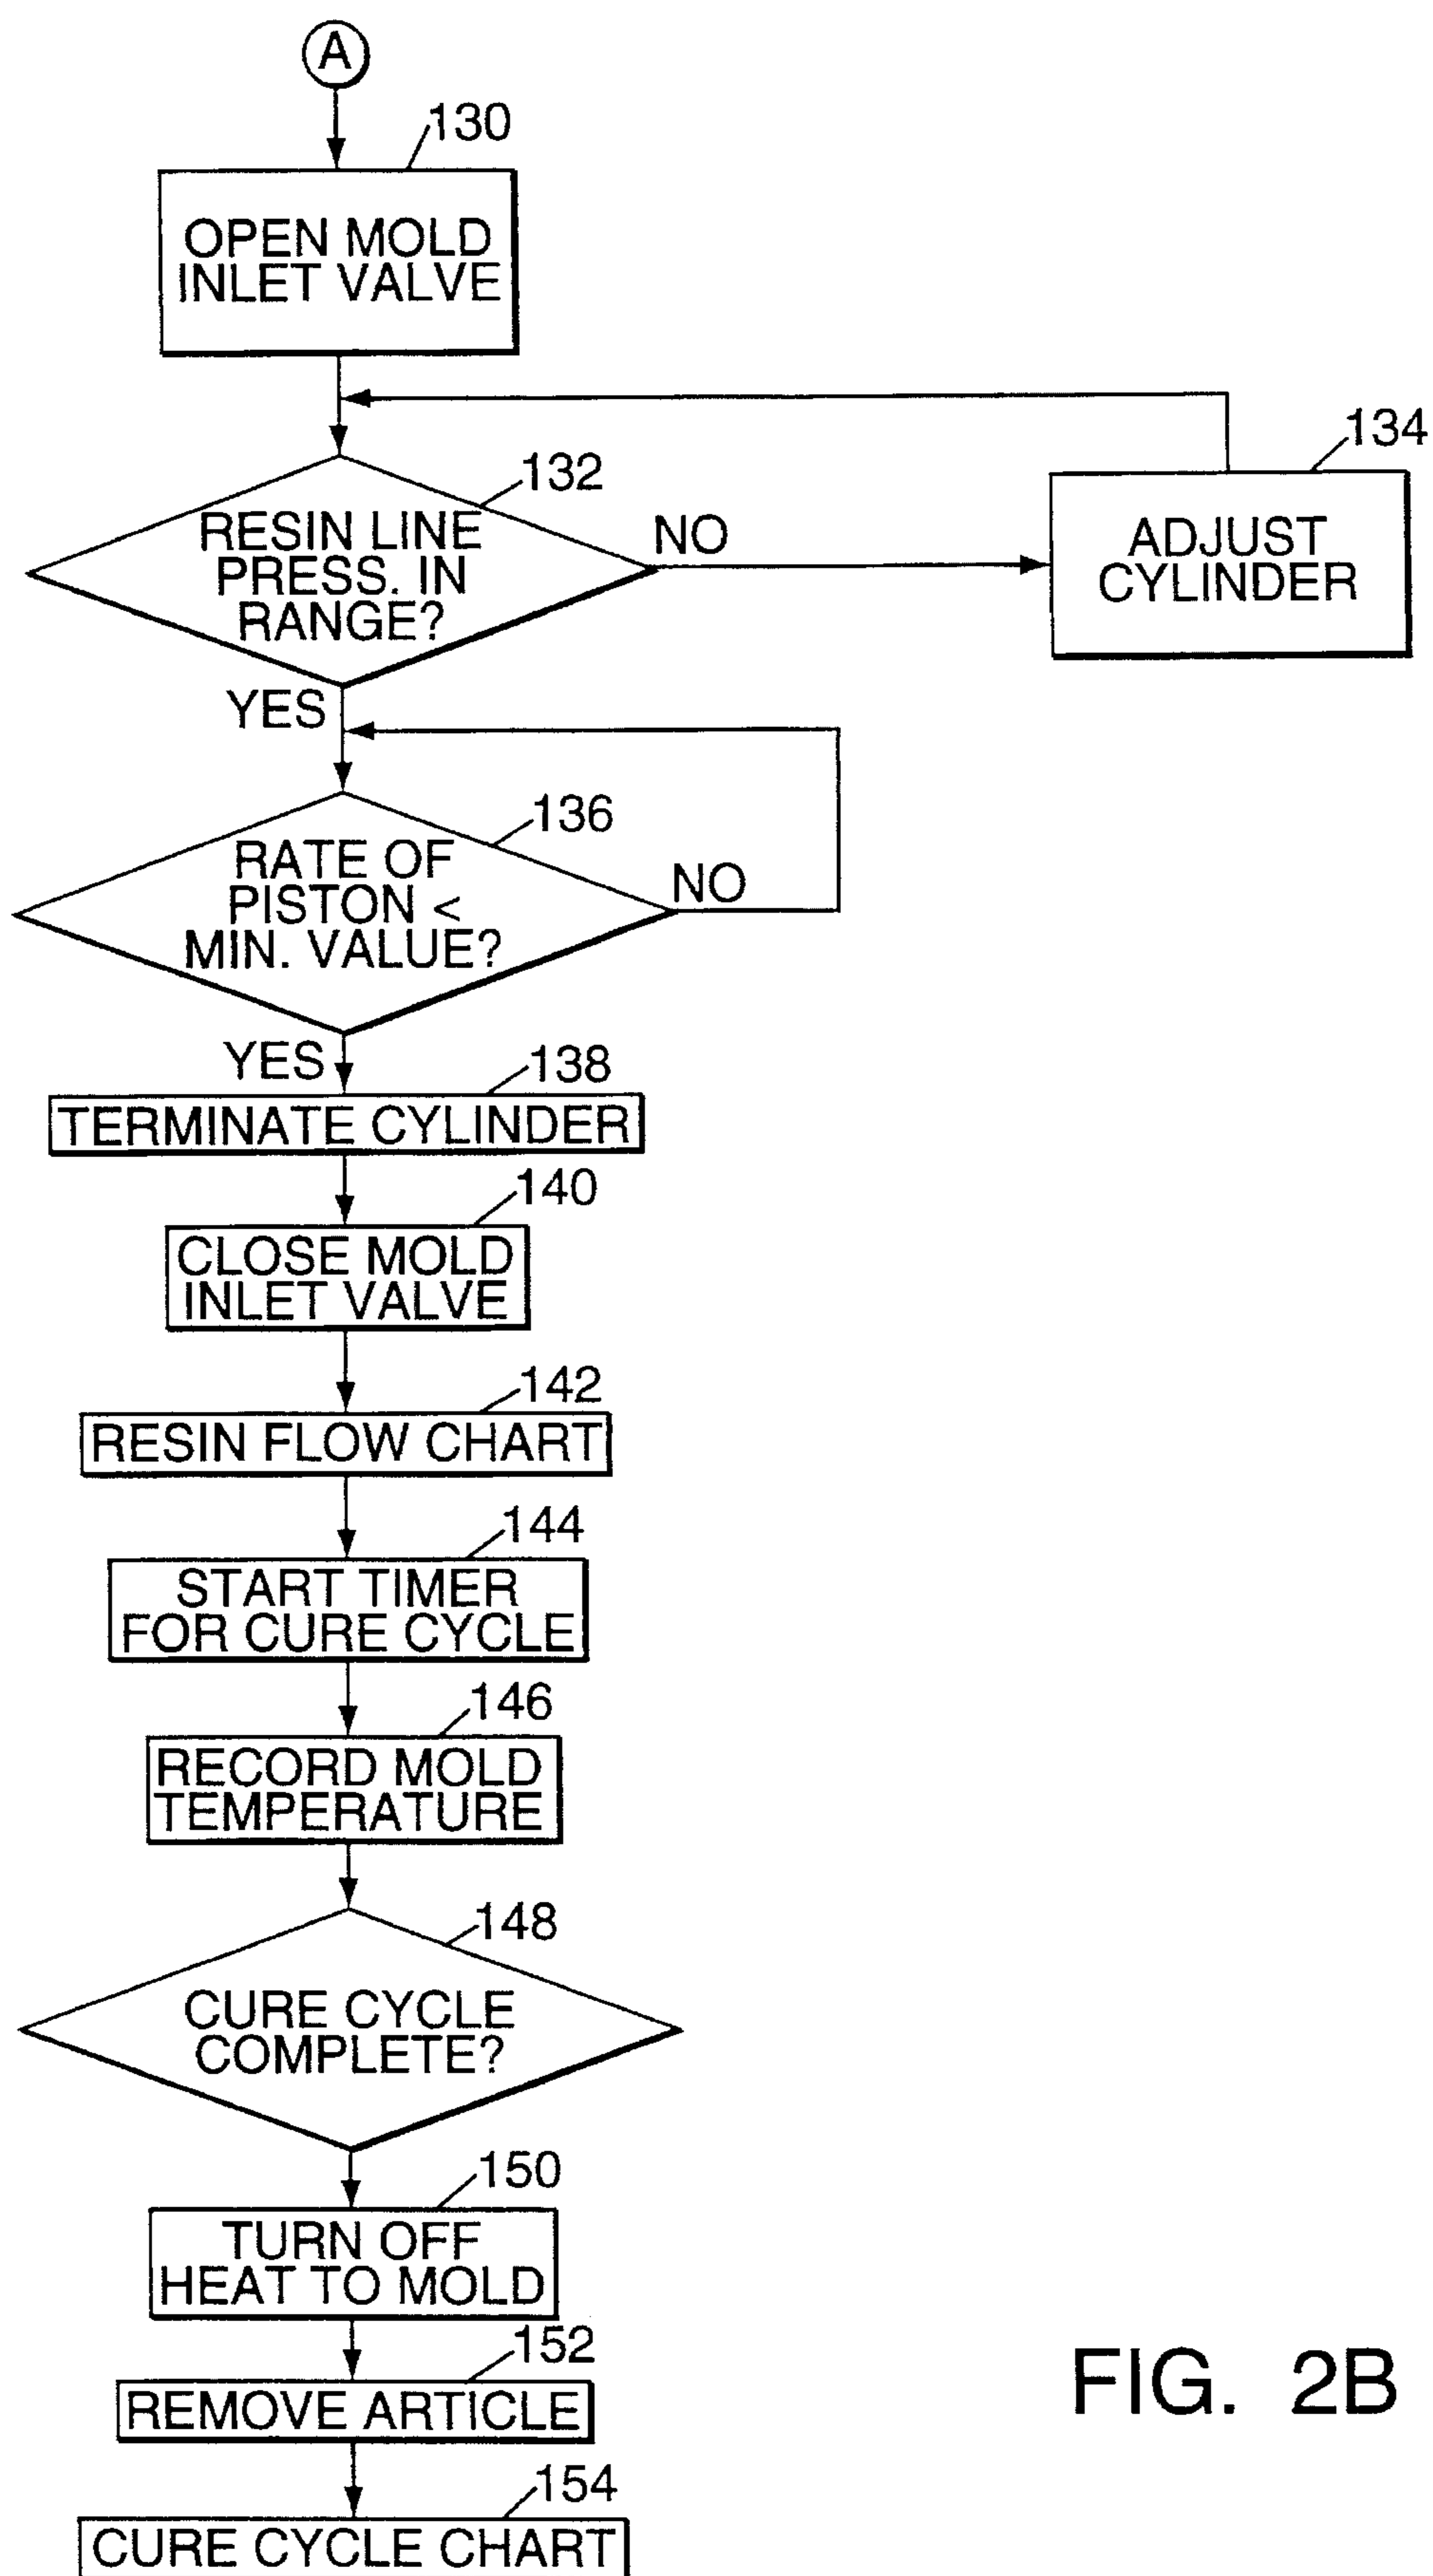 A
130
OPEN MOLD
INLET VALVE
132
RESIN LINE
PRESS. IN
RANGE?
NO
134
ADJUST
CYLINDER
YES
136
RATE OF
PISTON <
MIN. VALUE?
NO
YES
138
TERMINATE CYLINDER
140
CLOSE MOLD
INLET VALVE
142
RESIN FLOW CHART
144
START TIMER
FOR CURE CYCLE
146
RECORD MOLD
TEMPERATURE
148
CURE CYCLE
COMPLETE?
150
TURN OFF
HEAT TO MOLD
152
REMOVE ARTICLE
154
CURE CYCLE CHART
FIG. 2B